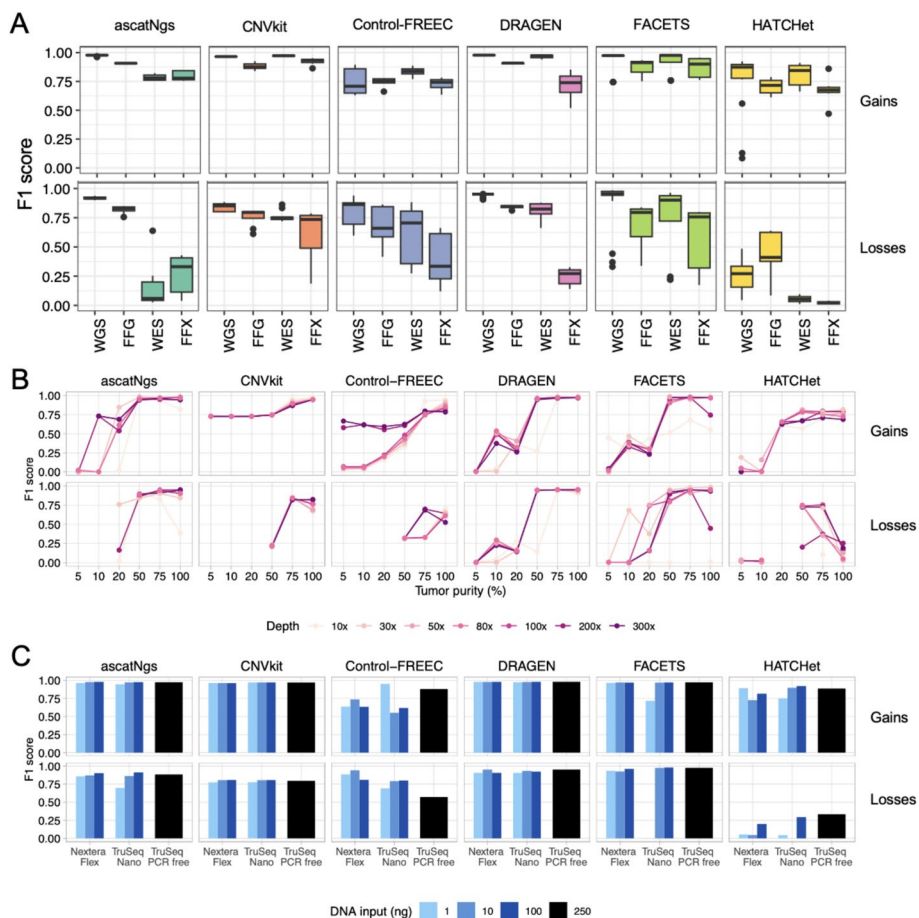 A
ascatNgs CNVkit Control-FREEC DRAGEN FACETS HATCHet
F1 score
1.00
0.75
0.50
0.25
0.00
Gains
1.00
0.75
0.50
0.25
0.00
Losses
WGS FFG WES FFX WGS FFG WES FFX WGS FFG WES FFX WGS FFG WES FFX WGS FFG WES FFX WGS FFG WES FFX
B
ascatNgs CNVkit Control–FREEC DRAGEN FACETS HATCHet
F1 score
1.00
0.75
0.50
0.25
0.00
Gains
1.00
0.75
0.50
0.25
0.00
Losses
5 10 20 50 75 100 5 10 20 50 75 100 5 10 20 50 75 100 5 10 20 50 75 100 5 10 20 50 75 100 5 10 20 50 75 100
Tumor purity (%)
Depth 10x 30x 50x 80x 100x 200x 300x
C
ascatNgs CNVkit Control–FREEC DRAGEN FACETS HATCHet
F1 score
1.00
0.75
0.50
0.25
0.00
Gains
1.00
0.75
0.50
0.25
0.00
Losses
Nextera TruSeq TruSeq Nextera TruSeq TruSeq Nextera TruSeq TruSeq Nextera TruSeq TruSeq Nextera TruSeq TruSeq Nextera TruSeq TruSeq
Flex Nano PCR free Flex Nano PCR free Flex Nano PCR free Flex Nano PCR free Flex Nano PCR free Flex Nano PCR free
DNA input (ng) 1 10 100 250